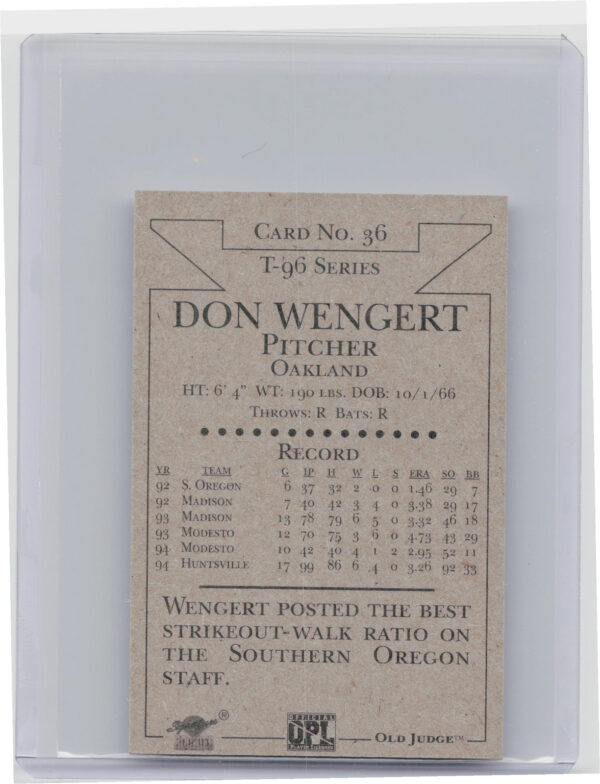 CARD NO. 36
T-96 SERIES
DON WENGERT
PITCHER
OAKLAND
HT: 6' 4" WT: 190 LBS. DOB: 10/1/66
THROWS: R BATS: R
RECORD
YR TEAM G IP H W L S ERA SO BB
92 S. OREGON 6 37 32 2 0 0 1.46 29 7
92 MADISON 7 40 42 3 4 0 3.38 29 17
93 MADISON 13 78 79 6 5 0 3.32 46 18
93 MODESTO 12 70 75 3 6 0 4.73 43 29
94 MODESTO 10 42 40 4 1 2 2.95 52 11
94 HUNTSVILLE 17 99 86 6 4 0 3.26 92 33
WENGERT POSTED THE BEST
STRIKEOUT-WALK RATIO ON
THE SOUTHERN OREGON
STAFF.
Signature
ROOKIES ®
OFFICIAL
OPL
OLD JUDGE™